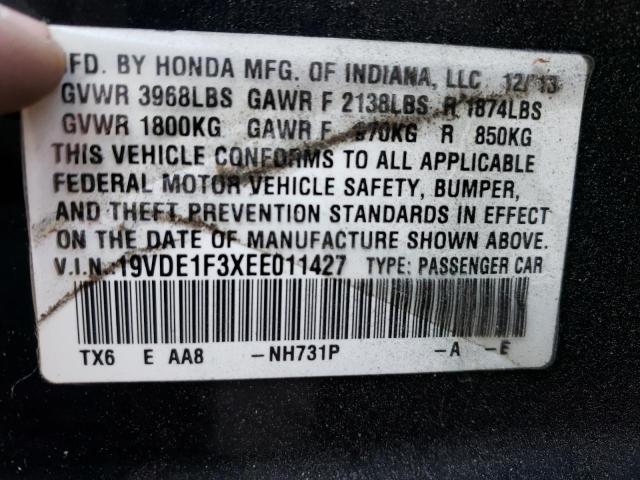 MFD. BY HONDA MFG. OF INDIANA, LLC 12/13
GVWR 3968LBS GAWR F 2138LBS R 1874LBS
GVWR 1800KG GAWR F 970KG R 850KG
THIS VEHICLE CONFORMS TO ALL APPLICABLE
FEDERAL MOTOR VEHICLE SAFETY, BUMPER,
AND THEFT PREVENTION STANDARDS IN EFFECT
ON THE DATE OF MANUFACTURE SHOWN ABOVE.
V.I.N.: 19VDE1F3XEE011427 TYPE: PASSENGER CAR
TX6 E AA8 -NH731P -A -E